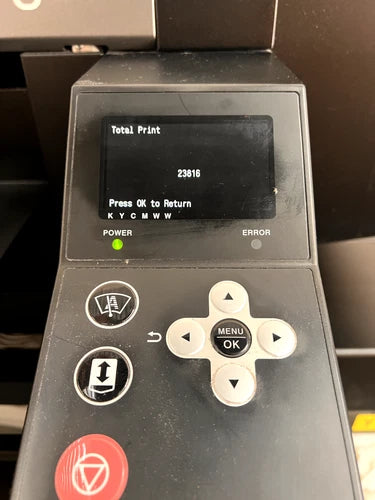 Total Print
23816
Press OK to Return
K Y C M W W
POWER
ERROR
MENU
OK